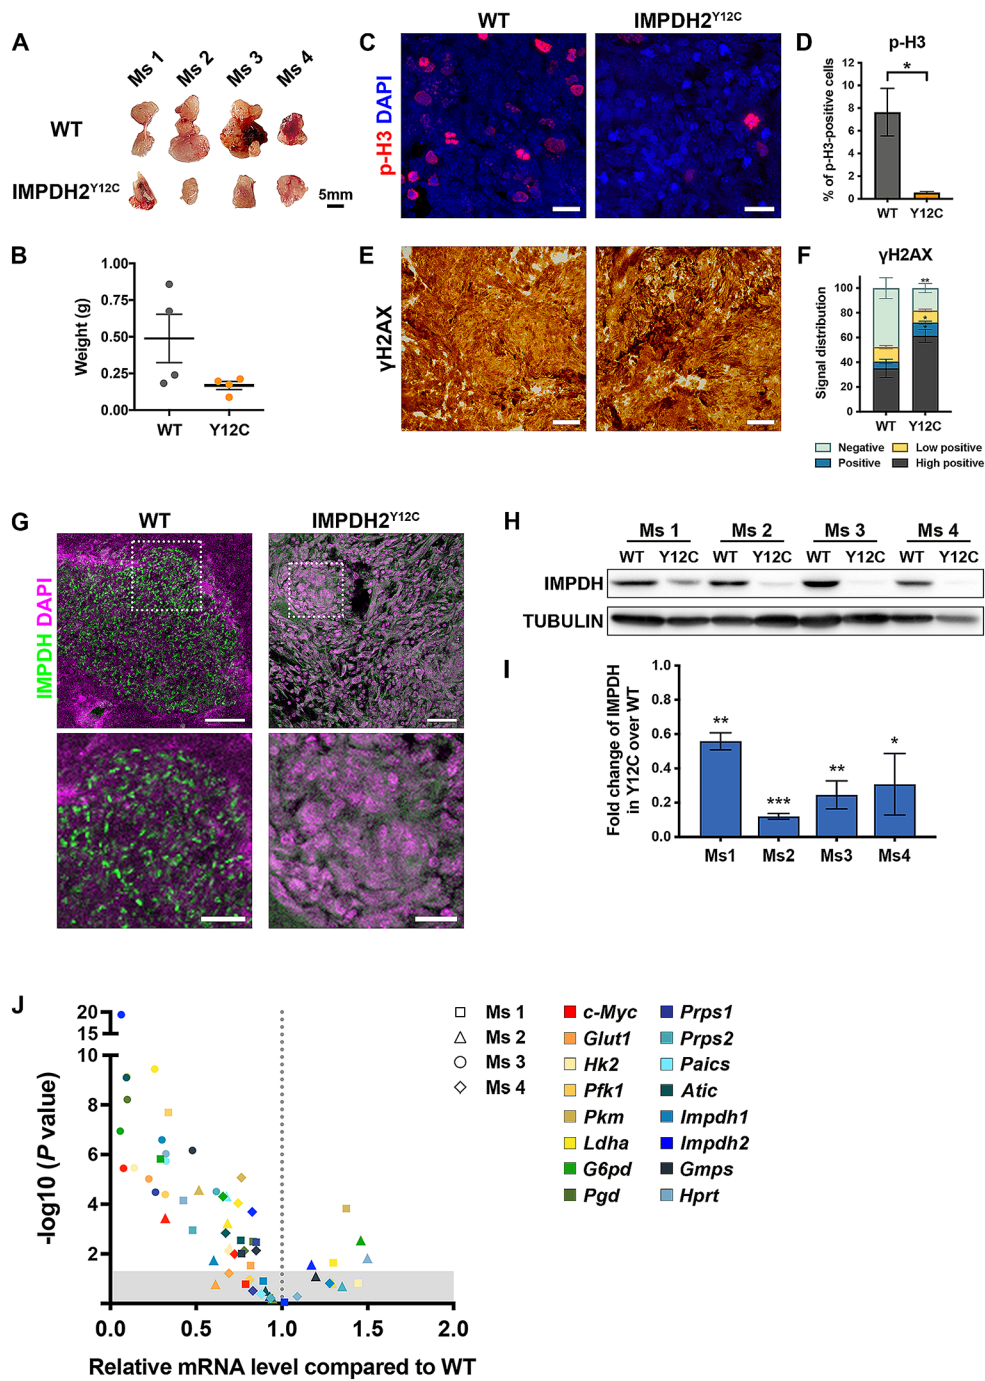 A
Ms 1
Ms 2
Ms 3
Ms 4
WT
IMPDH2Y12C
5mm
B
Weight (g)
1.00
0.75
0.50
0.25
0.00
WT
Y12C
C
WT
IMPDH2Y12C
p-H3 DAPI
D
p-H3
% of p-H3-positive cells
12
10
8
6
4
2
0
*
WT
Y12C
E
γH2AX
F
γH2AX
Signal distribution
100
80
60
40
20
0
**
*
*
WT
Y12C
Negative
Low positive
Positive
High positive
G
WT
IMPDH2Y12C
IMPDH DAPI
H
Ms 1 Ms 2 Ms 3 Ms 4
WT Y12C WT Y12C WT Y12C WT Y12C
IMPDH
TUBULIN
I
Fold change of IMPDH
in Y12C over WT
1.0
0.8
0.6
0.4
0.2
0.0
**
***
**
*
Ms1 Ms2 Ms3 Ms4
J
-log10 (P value)
20
15
10
8
6
4
2
0.0 0.5 1.0 1.5 2.0
Relative mRNA level compared to WT
Ms 1
Ms 2
Ms 3
Ms 4
c-Myc
Glut1
Hk2
Pfk1
Pkm
Ldha
G6pd
Pgd
Prps1
Prps2
Paics
Atic
Impdh1
Impdh2
Gmps
Hprt